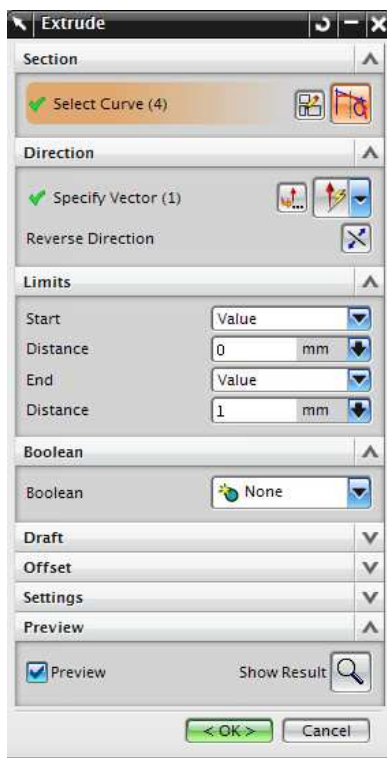 Extrude
Section
Select Curve (4)
Direction
Specify Vector (1)
Reverse Direction
Limits
Start Value
Distance 0 mm
End Value
Distance 1 mm
Boolean
Boolean None
Draft
Offset
Settings
Preview
Preview Show Result
< OK > Cancel